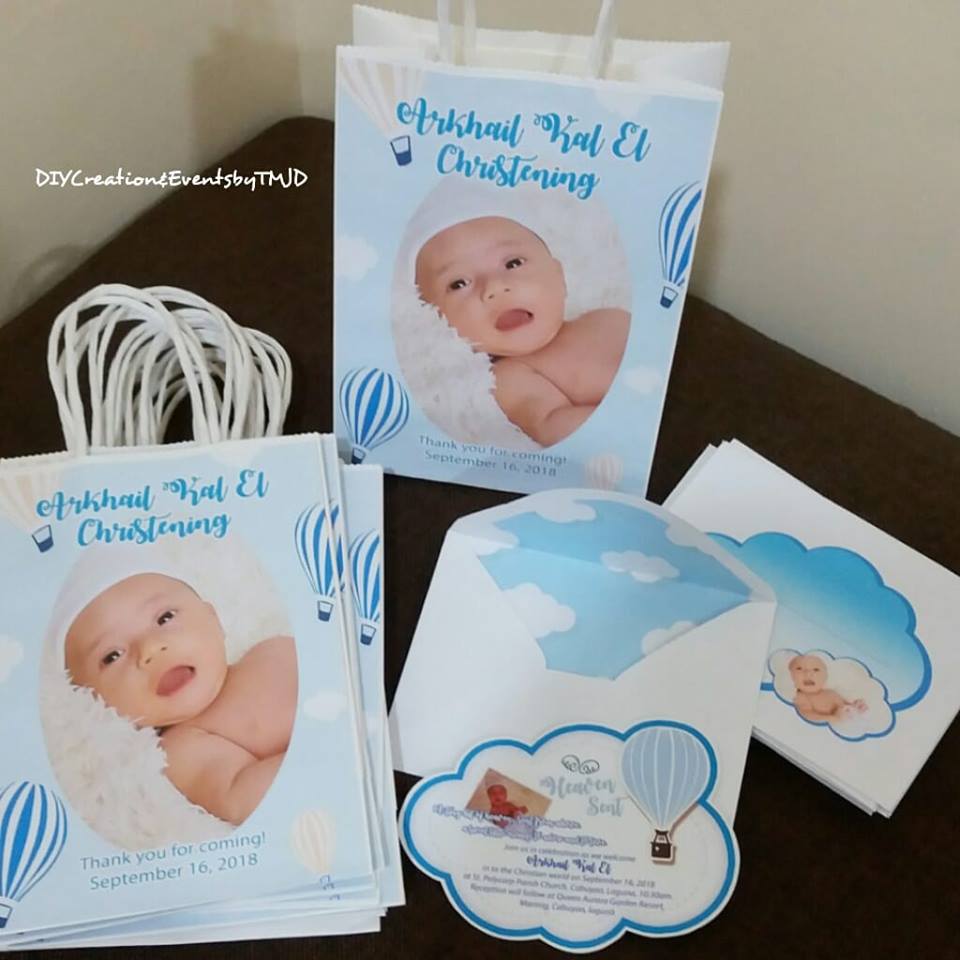 DIYCreation&EventsbyTMJD
Arkhail Kal El
Christening
Thank you for coming!
September 16, 2018
Arkhail Kal El
Christening
Thank you for coming!
September 16, 2018
Heaven
Sent
Join us in celebration as we welcome
Arkhail Kal El
in to the Christian world on September 16, 2018
at St. Polycarp Parish Church, Cabuyao, Laguna, 10:30am.
Reception will follow at Queen Aurora Garden Resort,
Mamatid, Cabuyao, laguna